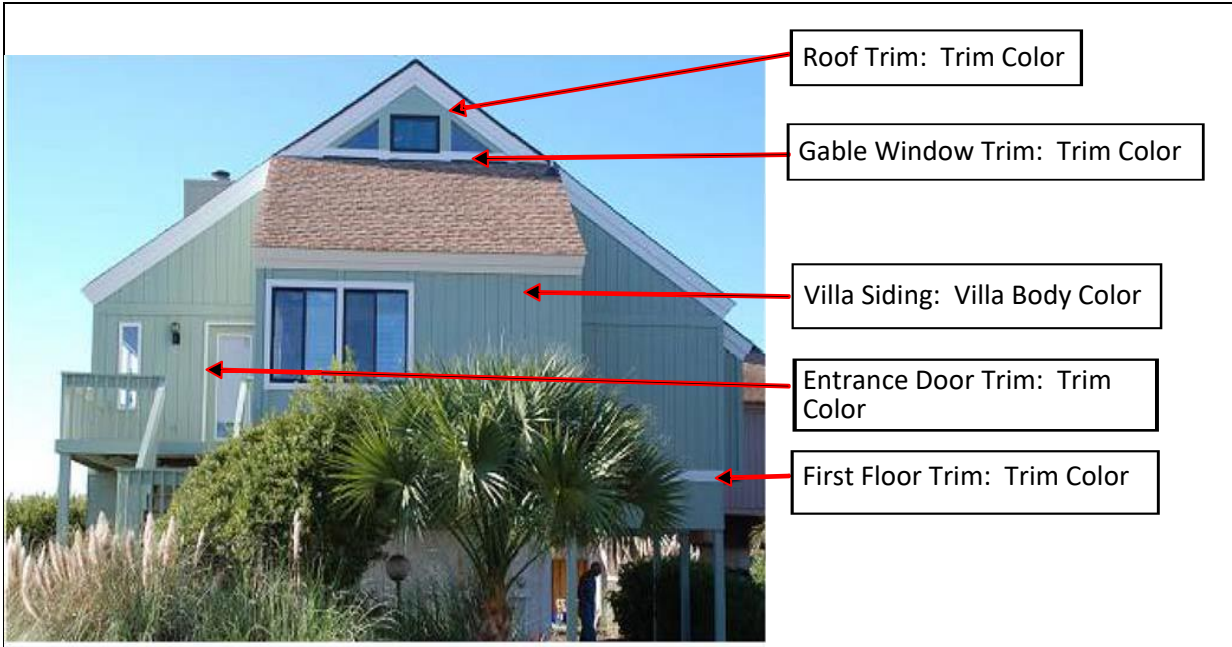 Roof Trim:  Trim Color
Gable Window Trim:  Trim Color
Villa Siding:  Villa Body Color
Entrance Door Trim:  Trim
Color
First Floor Trim:  Trim Color